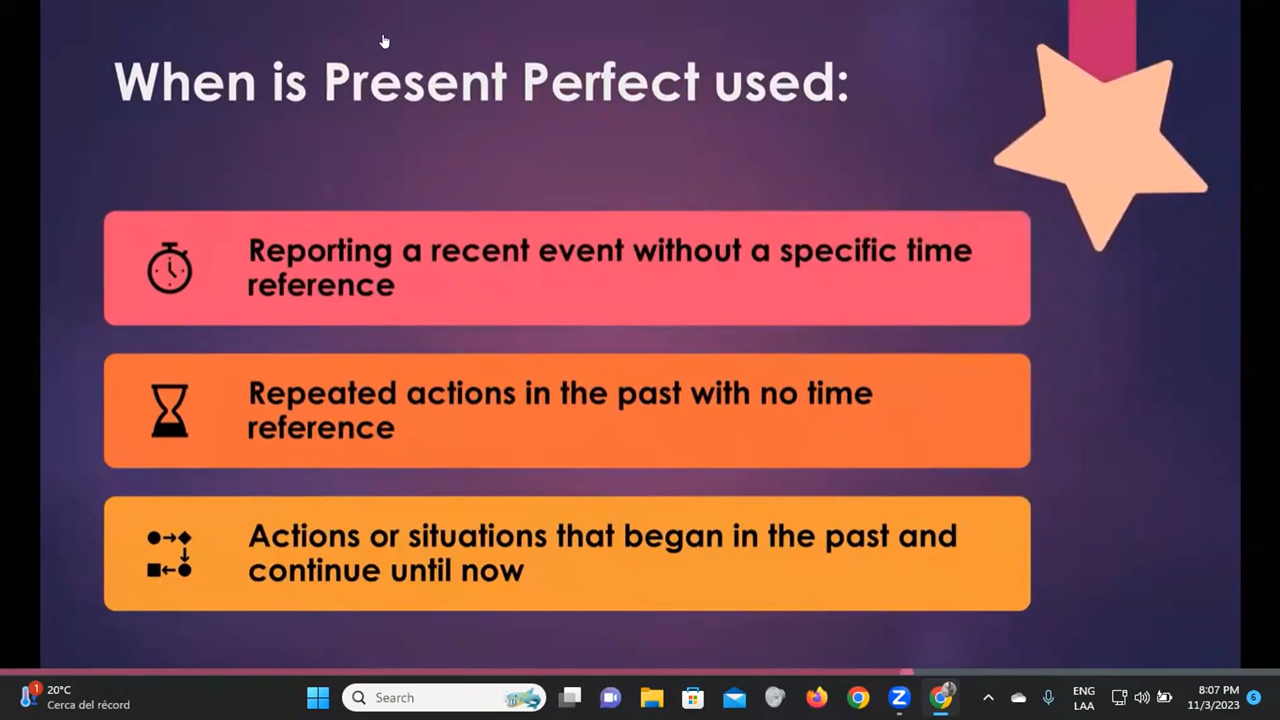 When is Present Perfect used:
Reporting a recent event without a specific time
reference
Repeated actions in the past with no time
reference
Actions or situations that began in the past and
continue until now
1
20°C
Cerca del récord
Search
ENG
LAA
8:07 PM
11/3/2023
6